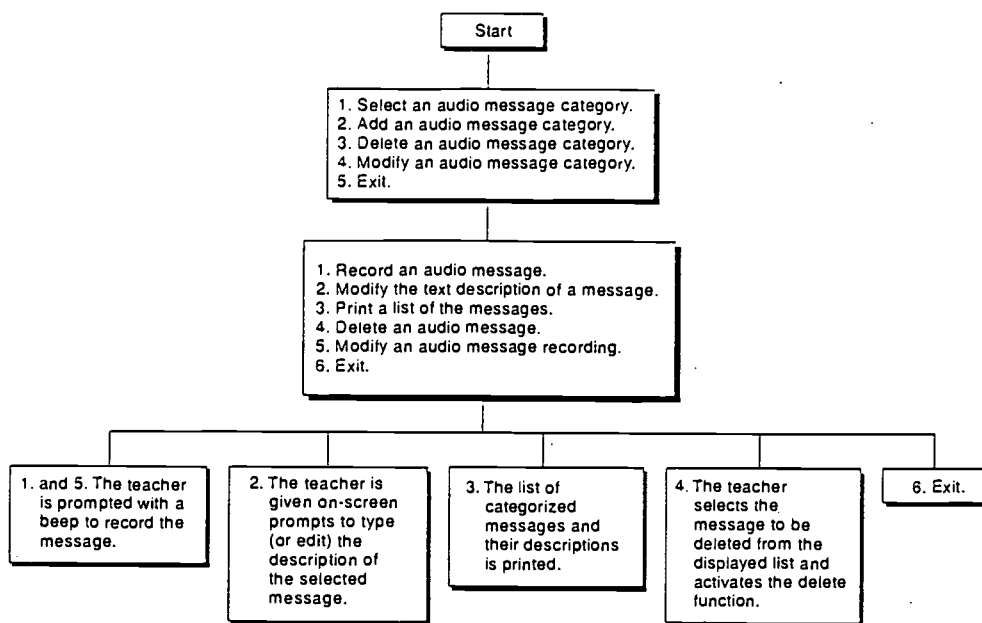 Start
1. Select an audio message category.
2. Add an audio message category.
3. Delete an audio message category.
4. Modify an audio message category.
5. Exit.
1. Record an audio message.
2. Modify the text description of a message.
3. Print a list of the messages.
4. Delete an audio message.
5. Modify an audio message recording.
6. Exit.
1. and 5. The teacher
is prompted with a
beep to record the
message.
2. The teacher is
given on-screen
prompts to type
(or edit) the
description of
the selected
message.
3. The list of
categorized
messages and
their descriptions
is printed.
4. The teacher
selects the
message to be
deleted from the
displayed list and
activates the delete
function.
6. Exit.